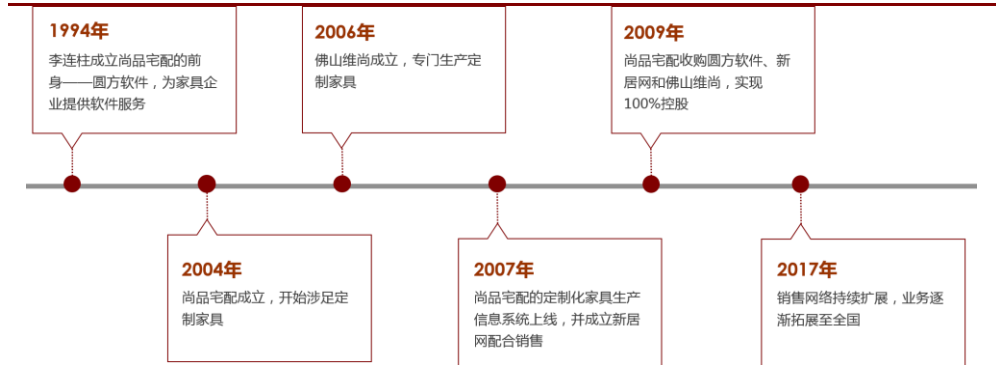 1994年
李连柱成立尚品宅配的前
身——圆方软件，为家具企
业提供软件服务
2004年
尚品宅配成立，开始涉足定
制家具
2006年
佛山维尚成立，专门生产定
制家具
2007年
尚品宅配的定制化家具生产
信息系统上线，并成立新居
网配合销售
2009年
尚品宅配收购圆方软件、新
居网和佛山维尚，实现
100%控股
2017年
销售网络持续扩展，业务逐
渐拓展至全国